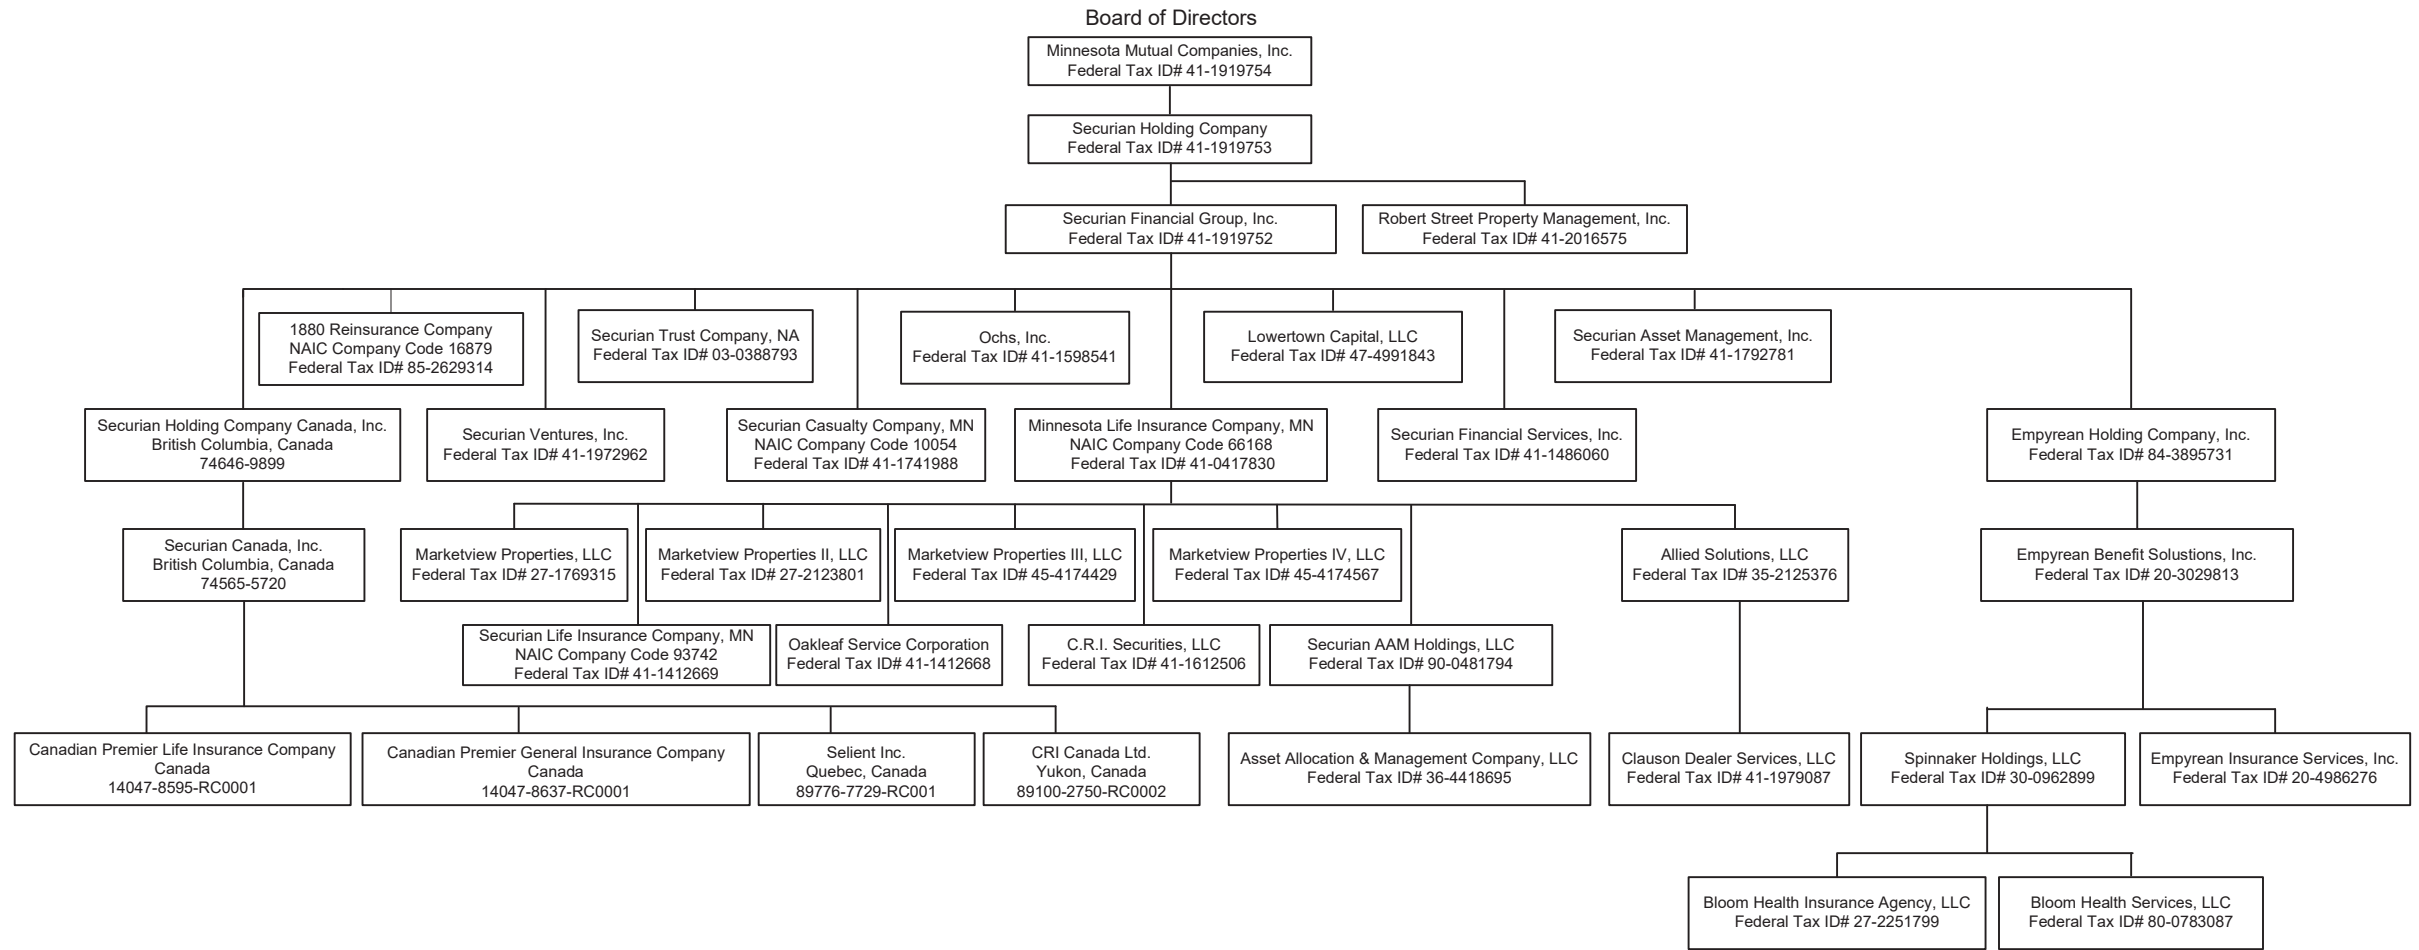 Board of Directors
Minnesota Mutual Companies, Inc.
Federal Tax ID# 41-1919754
Securian Holding Company
Federal Tax ID# 41-1919753
Securian Financial Group, Inc.
Federal Tax ID# 41-1919752
Robert Street Property Management, Inc.
Federal Tax ID# 41-2016575
1880 Reinsurance Company
NAIC Company Code 16879
Federal Tax ID# 85-2629314
Securian Trust Company, NA
Federal Tax ID# 03-0388793
Ochs, Inc.
Federal Tax ID# 41-1598541
Lowertown Capital, LLC
Federal Tax ID# 47-4991843
Securian Asset Management, Inc.
Federal Tax ID# 41-1792781
Securian Holding Company Canada, Inc.
British Columbia, Canada
74646-9899
Securian Ventures, Inc.
Federal Tax ID# 41-1972962
Securian Casualty Company, MN
NAIC Company Code 10054
Federal Tax ID# 41-1741988
Minnesota Life Insurance Company, MN
NAIC Company Code 66168
Federal Tax ID# 41-0417830
Securian Financial Services, Inc.
Federal Tax ID# 41-1486060
Empyrean Holding Company, Inc.
Federal Tax ID# 84-3895731
Securian Canada, Inc.
British Columbia, Canada
74565-5720
Marketview Properties, LLC
Federal Tax ID# 27-1769315
Marketview Properties II, LLC
Federal Tax ID# 27-2123801
Marketview Properties III, LLC
Federal Tax ID# 45-4174429
Marketview Properties IV, LLC
Federal Tax ID# 45-4174567
Allied Solutions, LLC
Federal Tax ID# 35-2125376
Empyrean Benefit Solustions, Inc.
Federal Tax ID# 20-3029813
Securian Life Insurance Company, MN
NAIC Company Code 93742
Federal Tax ID# 41-1412669
Oakleaf Service Corporation
Federal Tax ID# 41-1412668
C.R.I. Securities, LLC
Federal Tax ID# 41-1612506
Securian AAM Holdings, LLC
Federal Tax ID# 90-0481794
Canadian Premier Life Insurance Company
Canada
14047-8595-RC0001
Canadian Premier General Insurance Company
Canada
14047-8637-RC0001
Selient Inc.
Quebec, Canada
89776-7729-RC001
CRI Canada Ltd.
Yukon, Canada
89100-2750-RC0002
Asset Allocation & Management Company, LLC
Federal Tax ID# 36-4418695
Clauson Dealer Services, LLC
Federal Tax ID# 41-1979087
Spinnaker Holdings, LLC
Federal Tax ID# 30-0962899
Empyrean Insurance Services, Inc.
Federal Tax ID# 20-4986276
Bloom Health Insurance Agency, LLC
Federal Tax ID# 27-2251799
Bloom Health Services, LLC
Federal Tax ID# 80-0783087